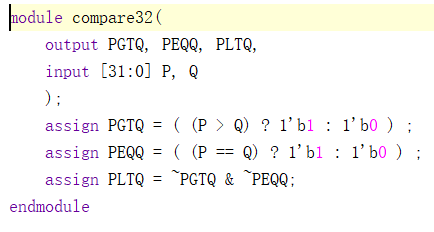 module compare32(
output PGTQ, PEQQ, PLTQ,
input [31:0] P, Q
);
assign PGTQ = ( (P > Q) ? 1'b1 : 1'b0 ) ;
assign PEQQ = ( (P == Q) ? 1'b1 : 1'b0 ) ;
assign PLTQ = ~PGTQ & ~PEQQ;
endmodule